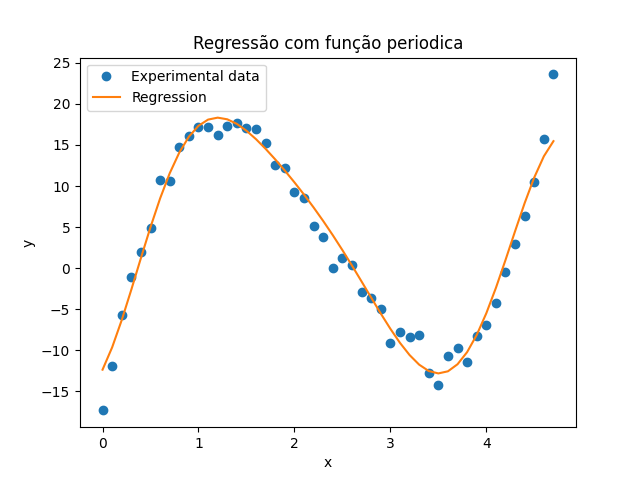 Regressão com função periodica
Experimental data
Regression
25
20
15
10
5
0
−5
−10
−15
y
0 1 2 3 4
x